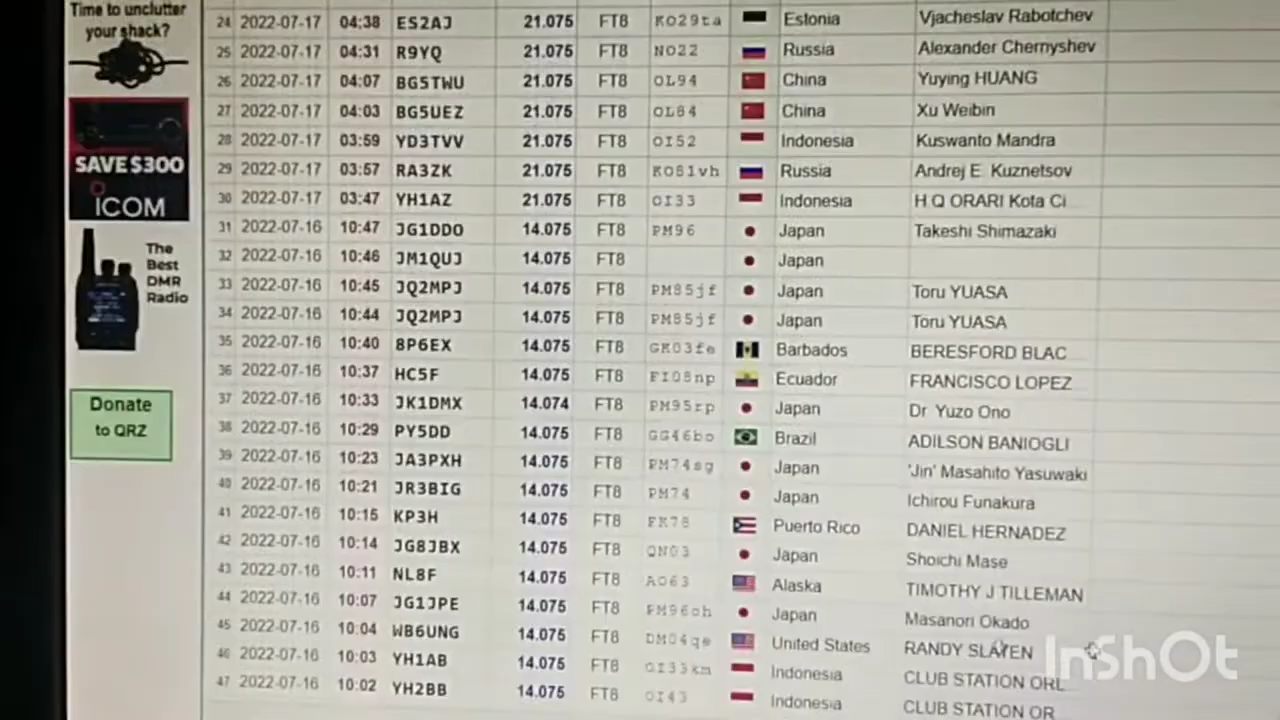 Time to unclutter
your shack?
SAVE $300
ICOM
The
Best
DMR
Radio
Donate
to QRZ
24 2022-07-17 04:38 ES2AJ 21.075 FT8 KO29ta Estonia Vjacheslav Rabotchev
25 2022-07-17 04:31 R9YQ 21.075 FT8 NO22 Russia Alexander Chernyshev
26 2022-07-17 04:07 BG5TWU 21.075 FT8 OL94 China Yuying HUANG
27 2022-07-17 04:03 BG5UEZ 21.075 FT8 OL84 China Xu Weibin
28 2022-07-17 03:59 YD3TVV 21.075 FT8 OI52 Indonesia Kuswanto Mandra
29 2022-07-17 03:57 RA3ZK 21.075 FT8 KO81vh Russia Andrej E. Kuznetsov
30 2022-07-17 03:47 YH1AZ 21.075 FT8 OI33 Indonesia H Q ORARI Kota Ci
31 2022-07-16 10:47 JG1DDO 14.075 FT8 PM96 Japan Takeshi Shimazaki
32 2022-07-16 10:46 JM1QUJ 14.075 FT8 Japan
33 2022-07-16 10:45 JQ2MPJ 14.075 FT8 PM85jf Japan Toru YUASA
34 2022-07-16 10:44 JQ2MPJ 14.075 FT8 PM85jf Japan Toru YUASA
35 2022-07-16 10:40 8P6EX 14.075 FT8 GK03fe Barbados BERESFORD BLAC
36 2022-07-16 10:37 HC5F 14.075 FT8 FI08np Ecuador FRANCISCO LOPEZ
37 2022-07-16 10:33 JK1DMX 14.074 FT8 PM95rp Japan Dr Yuzo Ono
38 2022-07-16 10:29 PY5DD 14.075 FT8 GG46bo Brazil ADILSON BANIOGLI
39 2022-07-16 10:23 JA3PXH 14.075 FT8 PM74sg Japan 'Jin' Masahito Yasuwaki
40 2022-07-16 10:21 JR3BIG 14.075 FT8 PM74 Japan Ichirou Funakura
41 2022-07-16 10:15 KP3H 14.075 FT8 FK78 Puerto Rico DANIEL HERNADEZ
42 2022-07-16 10:14 JG8JBX 14.075 FT8 QN03 Japan Shoichi Mase
43 2022-07-16 10:11 NL8F 14.075 FT8 AO63 Alaska TIMOTHY J TILLEMAN
44 2022-07-16 10:07 JG1JPE 14.075 FT8 PM96oh Japan Masanori Okado
45 2022-07-16 10:04 WB6UNG 14.075 FT8 DM04qe United States RANDY SLAYEN
46 2022-07-16 10:03 YH1AB 14.075 FT8 OI33km Indonesia CLUB STATION ORL
47 2022-07-16 10:02 YH2BB 14.075 FT8 OI43 Indonesia CLUB STATION OR
InShOt